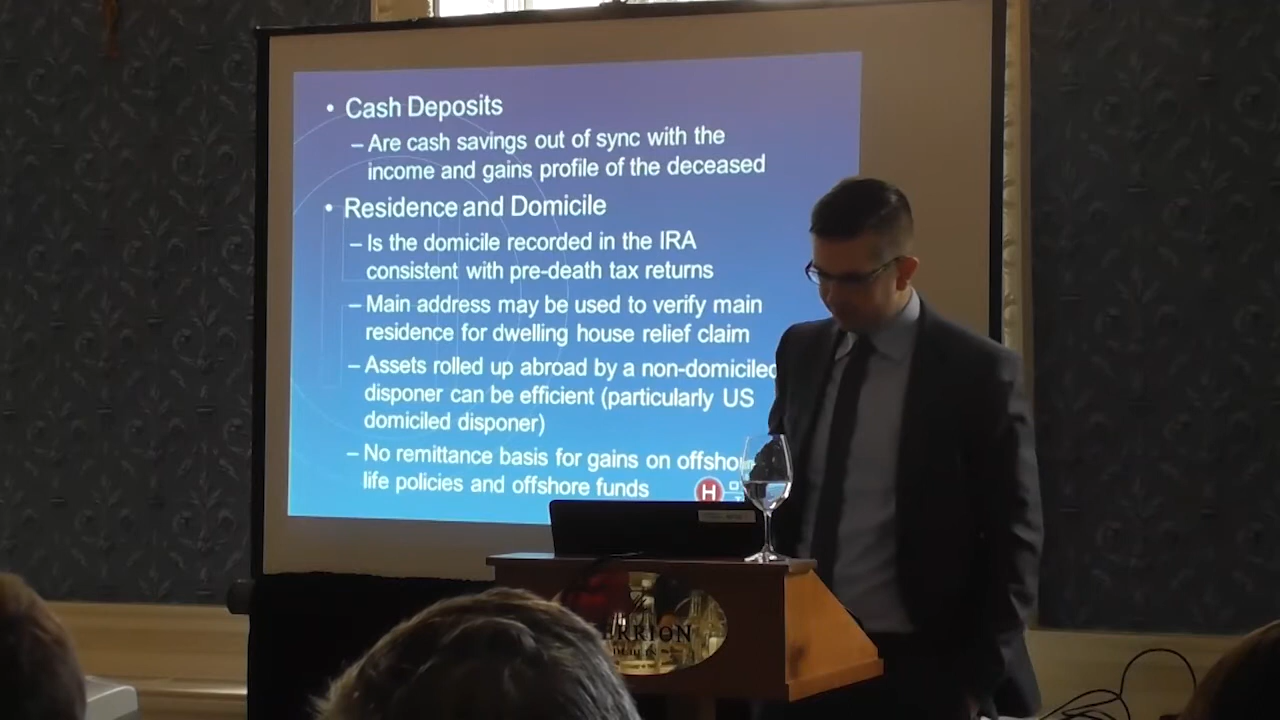 • Cash Deposits
– Are cash savings out of sync with the
income and gains profile of the deceased
• Residence and Domicile
– Is the domicile recorded in the IRA
consistent with pre-death tax returns
– Main address may be used to verify main
residence for dwelling house relief claim
– Assets rolled up abroad by a non-domiciled
disponer can be efficient (particularly US
domiciled disponer)
– No remittance basis for gains on offshore
life policies and offshore funds
H
RRION
DUBLIN